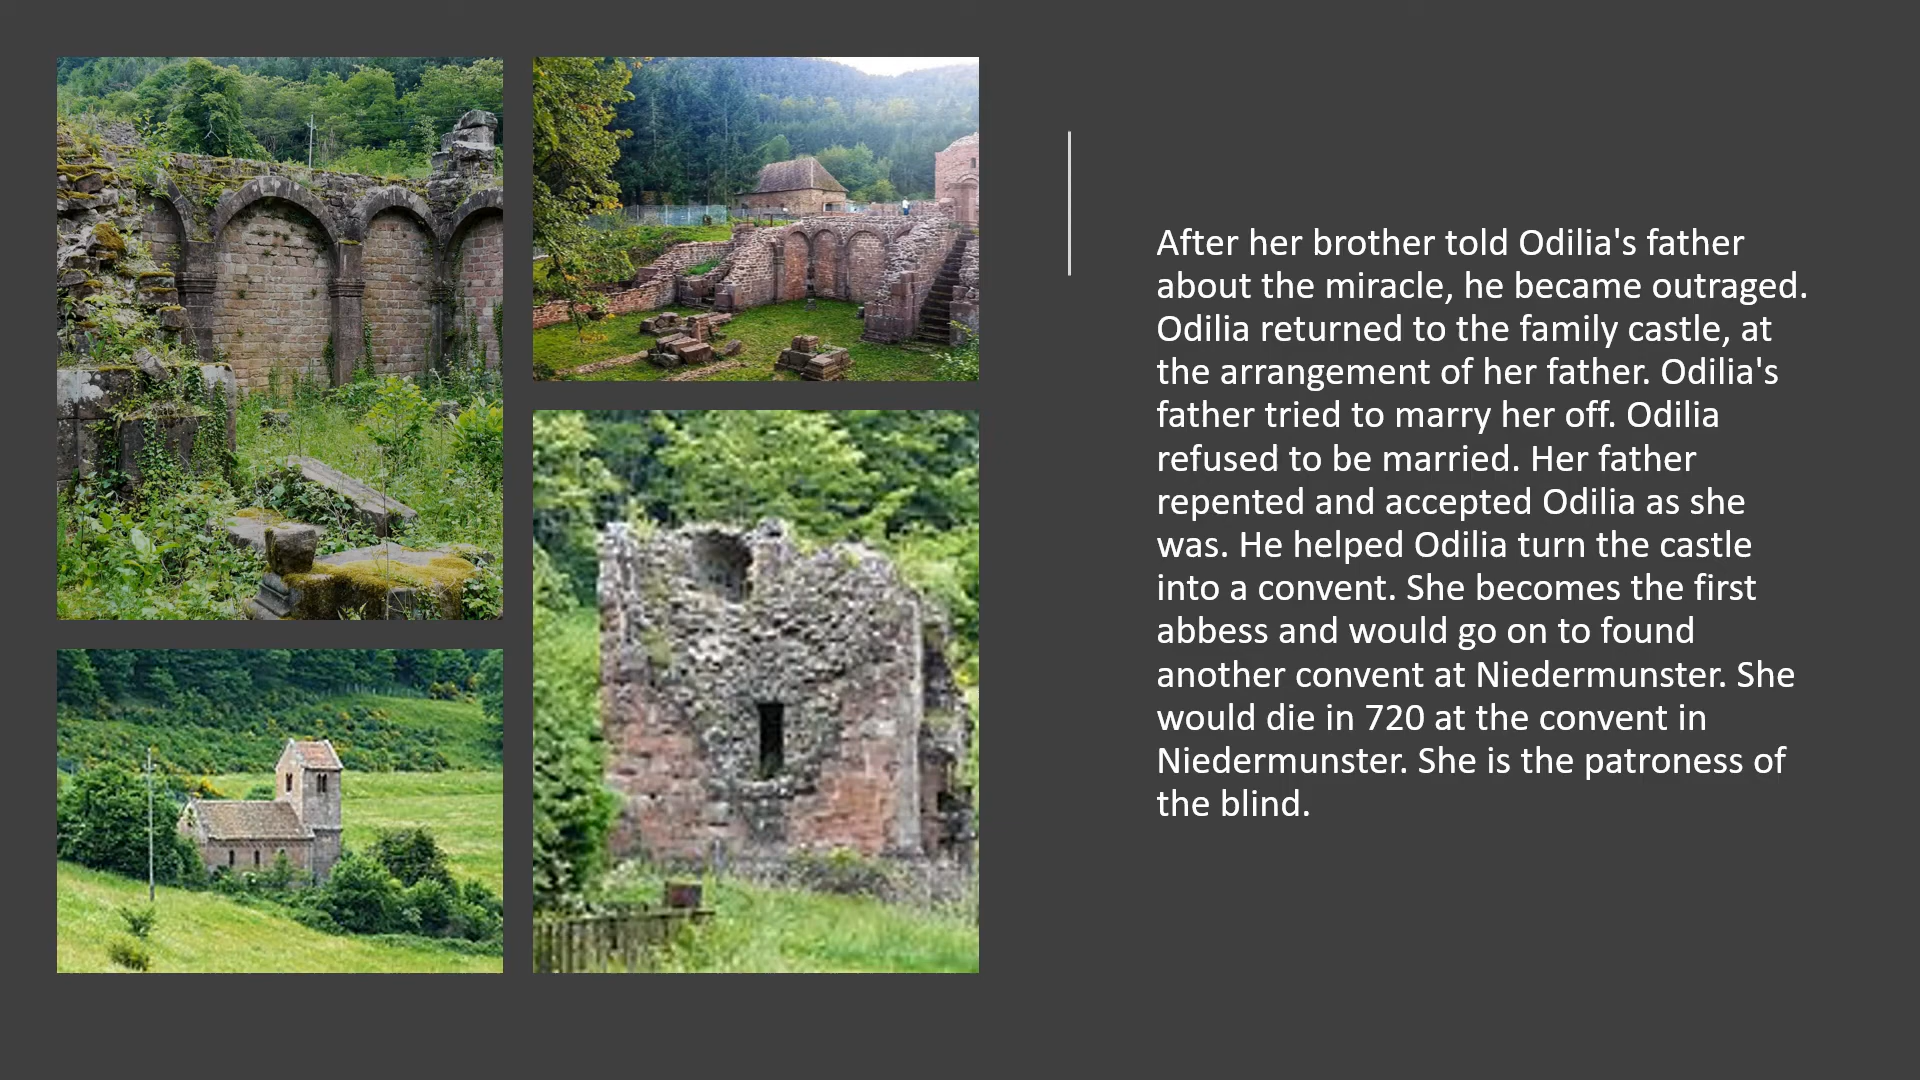 After her brother told Odilia's father
about the miracle, he became outraged.
Odilia returned to the family castle, at
the arrangement of her father. Odilia's
father tried to marry her off. Odilia
refused to be married. Her father
repented and accepted Odilia as she
was. He helped Odilia turn the castle
into a convent. She becomes the first
abbess and would go on to found
another convent at Niedermunster. She
would die in 720 at the convent in
Niedermunster. She is the patroness of
the blind.